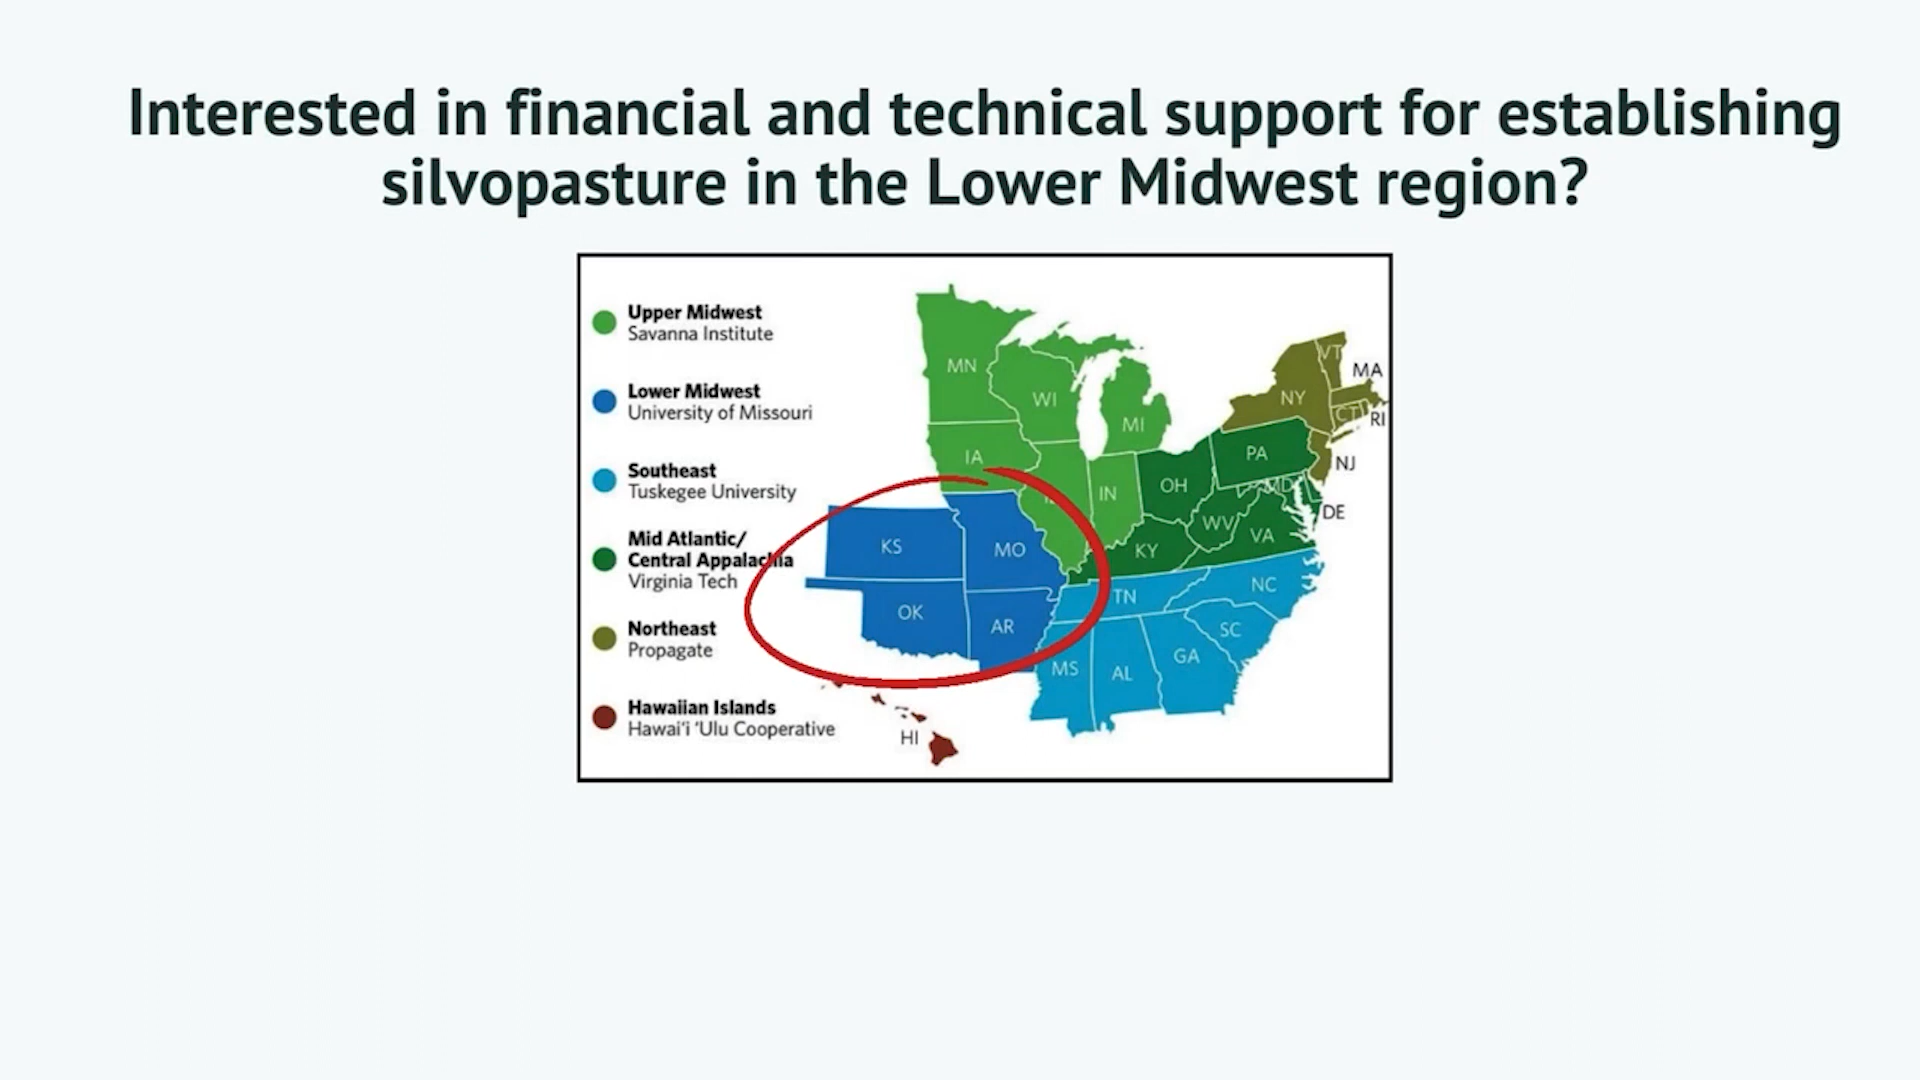 Interested in financial and technical support for establishing
silvopasture in the Lower Midwest region?
Upper Midwest
Savanna Institute
Lower Midwest
University of Missouri
Southeast
Tuskegee University
Mid Atlantic/
Central Appalachia
Virginia Tech
Northeast
Propagate
Hawaiian Islands
Hawai'i 'Ulu Cooperative
MN
WI
MI
IA
IN
OH
PA
NY
VT
MA
CT
RI
NJ
MD
DE
WV
VA
KY
KS
MO
OK
AR
TN
NC
SC
MS
AL
GA
HI